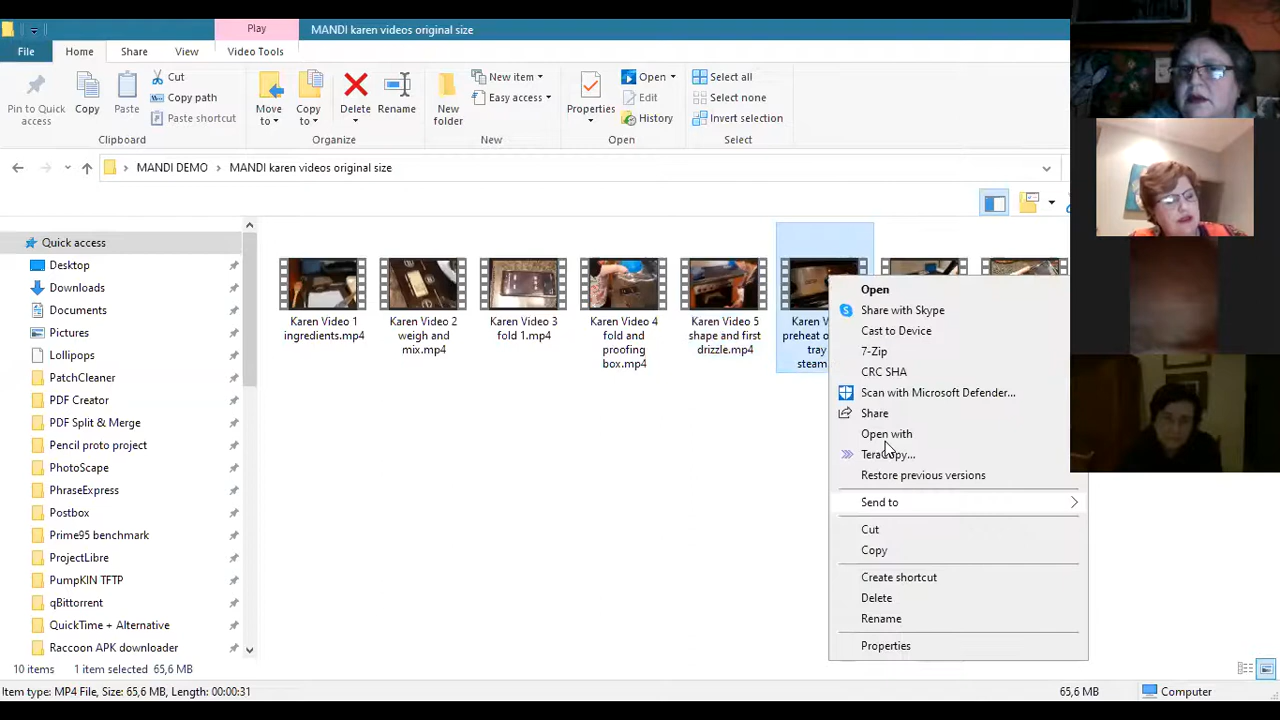 Play
MANDI karen videos original size
File
Home
Share
View
Video Tools
Pin to Quick
access
Copy
Paste
Cut
Copy path
Paste shortcut
Clipboard
Move
to
Copy
to
Delete
Rename
Organize
New
folder
New item
Easy access
New
Properties
Open
Edit
History
Open
Select all
Select none
Invert selection
Select
MANDI DEMO
MANDI karen videos original size
Quick access
Desktop
Downloads
Documents
Pictures
Lollipops
PatchCleaner
PDF Creator
PDF Split & Merge
Pencil proto project
PhotoScape
PhraseExpress
Postbox
Prime95 benchmark
ProjectLibre
PumpKIN TFTP
qBittorrent
QuickTime + Alternative
Raccoon APK downloader
Karen Video 1
ingredients.mp4
Karen Video 2
weigh and
mix.mp4
Karen Video 3
fold 1.mp4
Karen Video 4
fold and
proofing
box.mp4
Karen Video 5
shape and first
drizzle.mp4
Karen V
preheat o
tray
steam
Open
Share with Skype
Cast to Device
7-Zip
CRC SHA
Scan with Microsoft Defender...
Share
Open with
TeraCopy...
Restore previous versions
Send to
Cut
Copy
Create shortcut
Delete
Rename
Properties
10 items
1 item selected 65,6 MB
Item type: MP4 File, Size: 65,6 MB, Length: 00:00:31
65,6 MB
Computer